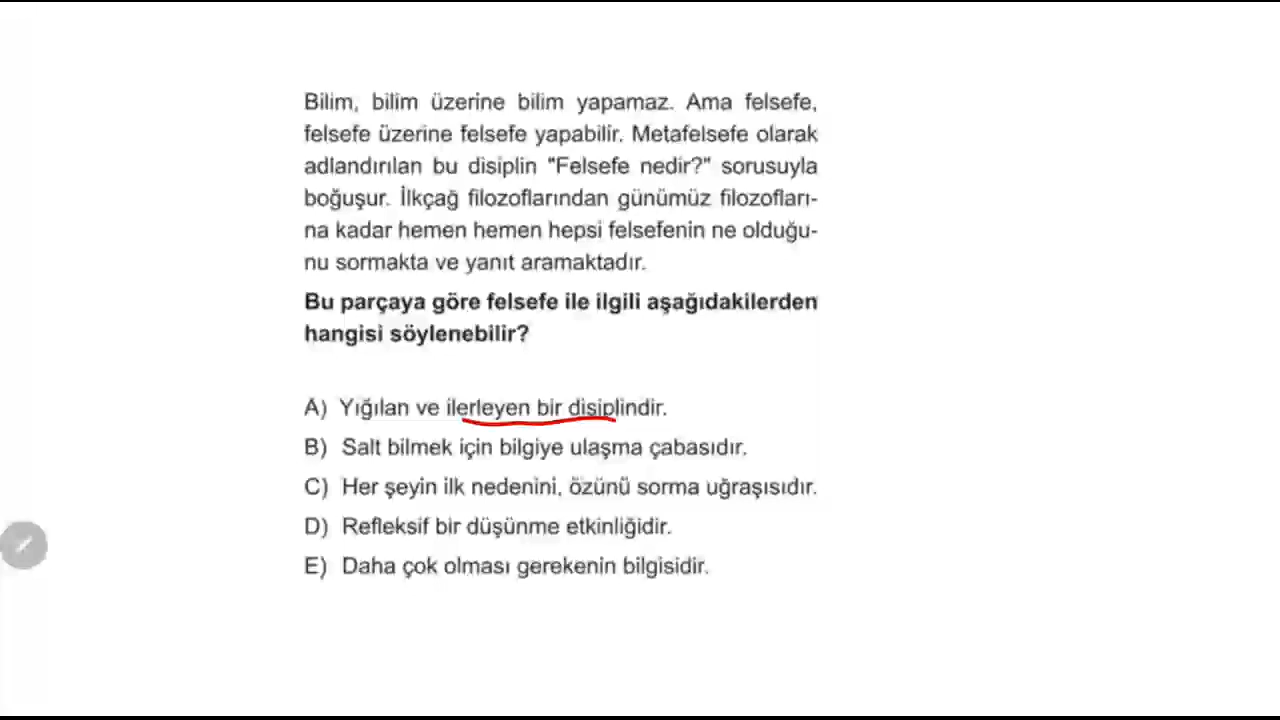 Bilim, bilim üzerine bilim yapamaz. Ama felsefe,
felsefe üzerine felsefe yapabilir. Metafelsefe olarak
adlandırılan bu disiplin "Felsefe nedir?" sorusuyla
boğuşur. İlkçağ filozoflarından günümüz filozofları-
na kadar hemen hemen hepsi felsefenin ne olduğu-
nu sormakta ve yanıt aramaktadır.
Bu parçaya göre felsefe ile ilgili aşağıdakilerden
hangisi söylenebilir?
A) Yığılan ve ilerleyen bir disiplindir.
B) Salt bilmek için bilgiye ulaşma çabasıdır.
C) Her şeyin ilk nedenini, özünü sorma uğraşısıdır.
D) Refleksif bir düşünme etkinliğidir.
E) Daha çok olması gerekenin bilgisidir.